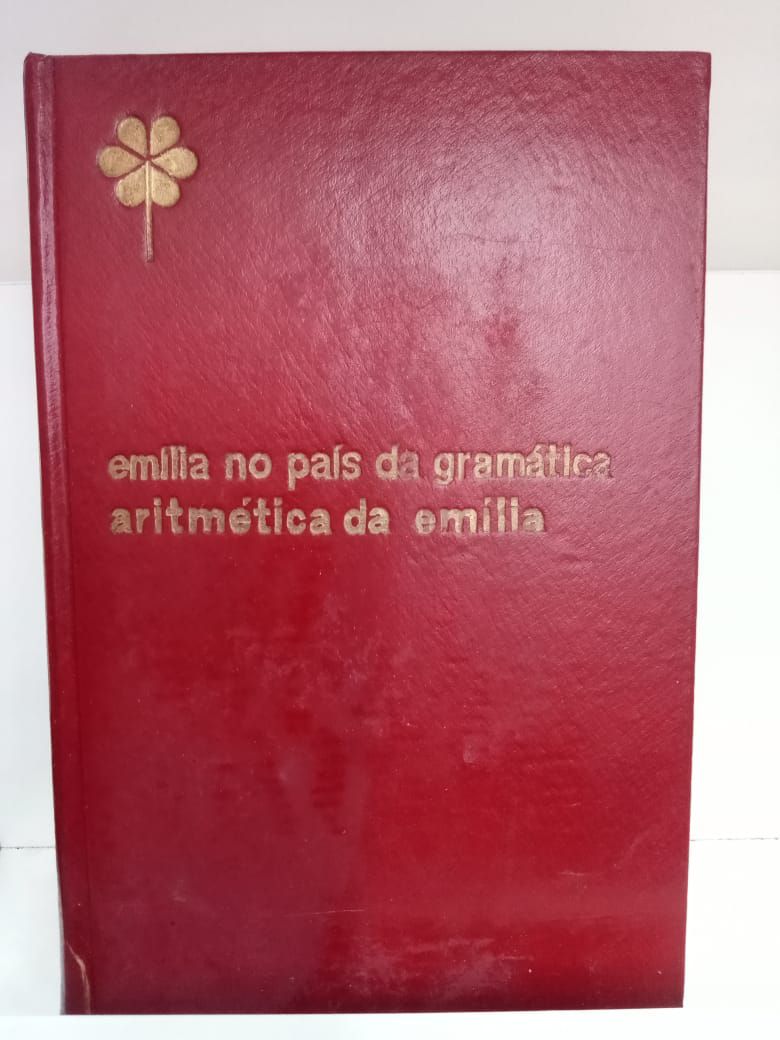 emília no país da gramática
aritmética da emília